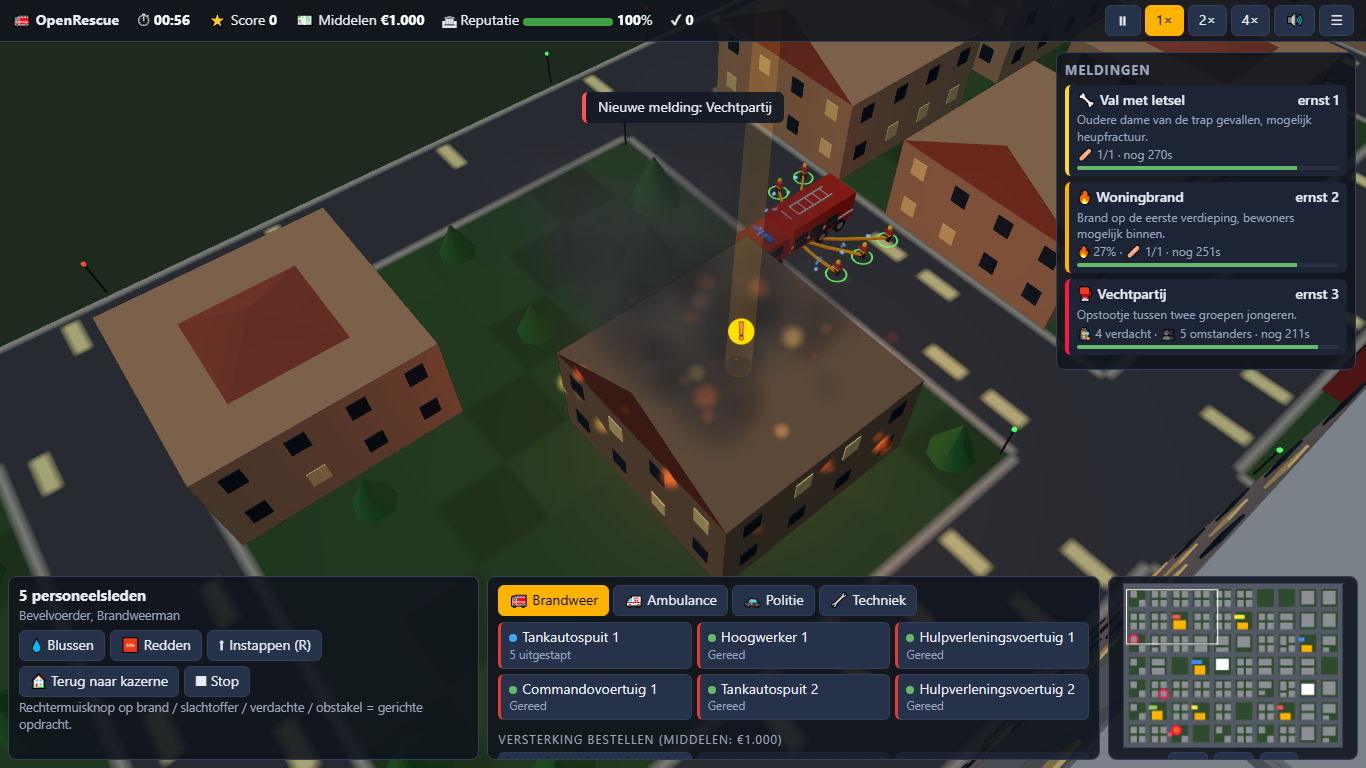 OpenRescue 00:56 Score 0 Middelen €1.000 Reputatie 100% ✓ 0
1× 2× 4×
Nieuwe melding: Vechtpartij
MELDINGEN
Val met letsel ernst 1
Oudere dame van de trap gevallen, mogelijk
heupfractuur.
1/1 · nog 270s
Woningbrand ernst 2
Brand op de eerste verdieping, bewoners
mogelijk binnen.
27% · 1/1 · nog 251s
Vechtpartij ernst 3
Opstootje tussen twee groepen jongeren.
4 verdacht · 5 omstanders · nog 211s
5 personeelsleden
Bevelvoerder, Brandweerman
Blussen Redden Instappen (R)
Terug naar kazerne Stop
Rechtermuisknop op brand / slachtoffer / verdachte / obstakel = gerichte
opdracht.
Brandweer Ambulance Politie Techniek
Tankautospuit 1 Hoogwerker 1 Hulpverleningsvoertuig 1
5 uitgestapt Gereed Gereed
Commandovoertuig 1 Tankautospuit 2 Hulpverleningsvoertuig 2
Gereed Gereed Gereed
VERSTERKING BESTELLEN (MIDDELEN: €1.000)